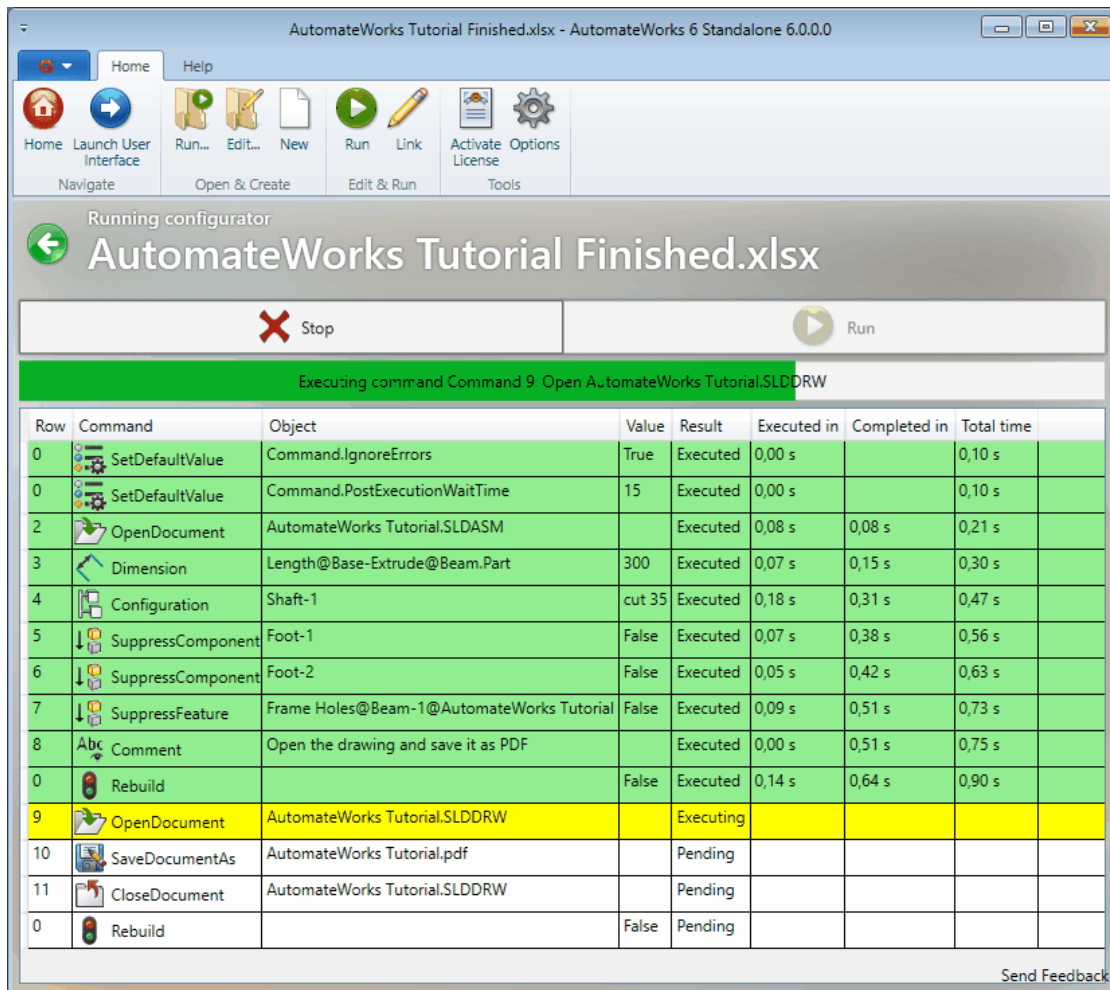 AutomateWorks Tutorial Finished.xlsx - AutomateWorks 6 Standalone 6.0.0.0
Home Help
Home Launch User Interface Run... Edit... New Run Link Activate License Options
Navigate Open & Create Edit & Run Tools
Running configurator
AutomateWorks Tutorial Finished.xlsx
Stop Run
Executing command Command 9: Open AutomateWorks Tutorial.SLDDRW
Row Command Object Value Result Executed in Completed in Total time
0 SetDefaultValue Command.IgnoreErrors True Executed 0,00 s 0,10 s
0 SetDefaultValue Command.PostExecutionWaitTime 15 Executed 0,00 s 0,10 s
2 OpenDocument AutomateWorks Tutorial.SLDASM Executed 0,08 s 0,08 s 0,21 s
3 Dimension Length@Base-Extrude@Beam.Part 300 Executed 0,07 s 0,15 s 0,30 s
4 Configuration Shaft-1 cut 35 Executed 0,18 s 0,31 s 0,47 s
5 SuppressComponent Foot-1 False Executed 0,07 s 0,38 s 0,56 s
6 SuppressComponent Foot-2 False Executed 0,05 s 0,42 s 0,63 s
7 SuppressFeature Frame Holes@Beam-1@AutomateWorks Tutorial False Executed 0,09 s 0,51 s 0,73 s
8 Abc Comment Open the drawing and save it as PDF Executed 0,00 s 0,51 s 0,75 s
0 Rebuild False Executed 0,14 s 0,64 s 0,90 s
9 OpenDocument AutomateWorks Tutorial.SLDDRW Executing
10 SaveDocumentAs AutomateWorks Tutorial.pdf Pending
11 CloseDocument AutomateWorks Tutorial.SLDDRW Pending
0 Rebuild False Pending
Send Feedback